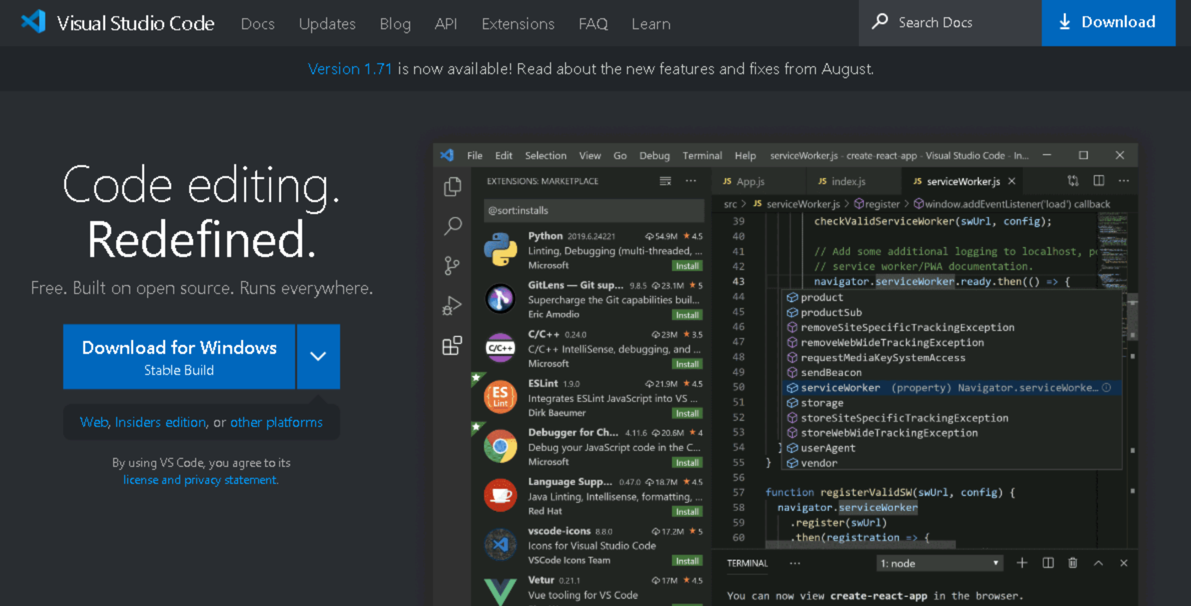 Visual Studio Code Docs Updates Blog API Extensions FAQ Learn Search Docs Download
Version 1.71 is now available! Read about the new features and fixes from August.
Code editing.
Redefined.
Free. Built on open source. Runs everywhere.
Download for Windows
Stable Build
Web, Insiders edition, or other platforms
By using VS Code, you agree to its
license and privacy statement.
File Edit Selection View Go Debug Terminal Help serviceWorker.js - create-react-app - Visual Studio Code - In...
EXTENSIONS: MARKETPLACE
@sort:installs
Python 2019.6.24221 54.9M ★ 4.5
Linting, Debugging (multi-threaded, ...
Microsoft Install
GitLens — Git sup... 9.8.5 23.1M ★ 5
Supercharge the Git capabilities buil...
Eric Amodio Install
C/C++ C/C++ 0.24.0 23M ★ 3.5
C/C++ IntelliSense, debugging, and ...
Microsoft Install
ES Lint ESLint 1.9.0 21.9M ★ 4.5
Integrates ESLint JavaScript into VS ...
Dirk Baeumer Install
Debugger for Ch... 4.11.6 20.6M ★ 4
Debug your JavaScript code in the C...
Microsoft Install
Language Supp... 0.47.0 18.7M ★ 4.5
Java Linting, Intellisense, formatting, ...
Red Hat Install
vscode-icons 8.8.0 17.2M ★ 5
Icons for Visual Studio Code
VSCode Icons Team Install
Vetur 0.21.1 17M ★ 4.5
Vue tooling for VS Code
JS App.js JS index.js JS serviceWorker.js
src > JS serviceWorker.js > register > window.addEventListener('load') callback
39 checkValidServiceWorker(swUrl, config);
40
41 // Add some additional logging to localhost,
42 // service worker/PWA documentation.
43 navigator.serviceWorker.ready.then(() => {
44 product
45 productSub
46 removeSiteSpecificTrackingException
47 removeWebWideTrackingException
48 requestMediaKeySystemAccess
49 sendBeacon
50 serviceWorker (property) Navigator.serviceWorke...
51 storage
52 storeSiteSpecificTrackingException
53 storeWebWideTrackingException
54 } userAgent
55 } vendor
56
57 function registerValidSW(swUrl, config) {
58 navigator.serviceWorker
59 .register(swUrl)
60 .then(registration => {
TERMINAL ... 1: node
You can now view create-react-app in the browser.